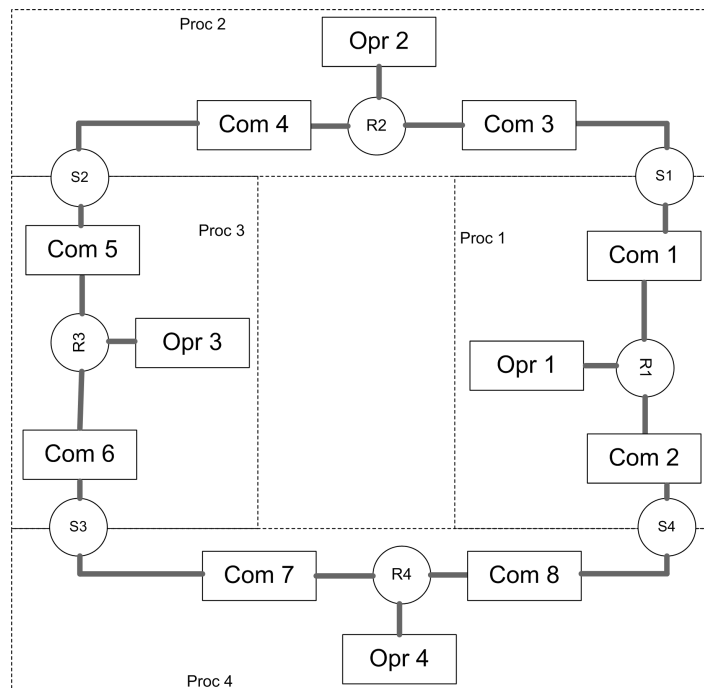 Proc 2
Opr 2
Com 4
R2
Com 3
S2
S1
Proc 3
Proc 1
Com 5
Com 1
R3
Opr 3
Opr 1
R1
Com 6
Com 2
S3
S4
Com 7
R4
Com 8
Opr 4
Proc 4